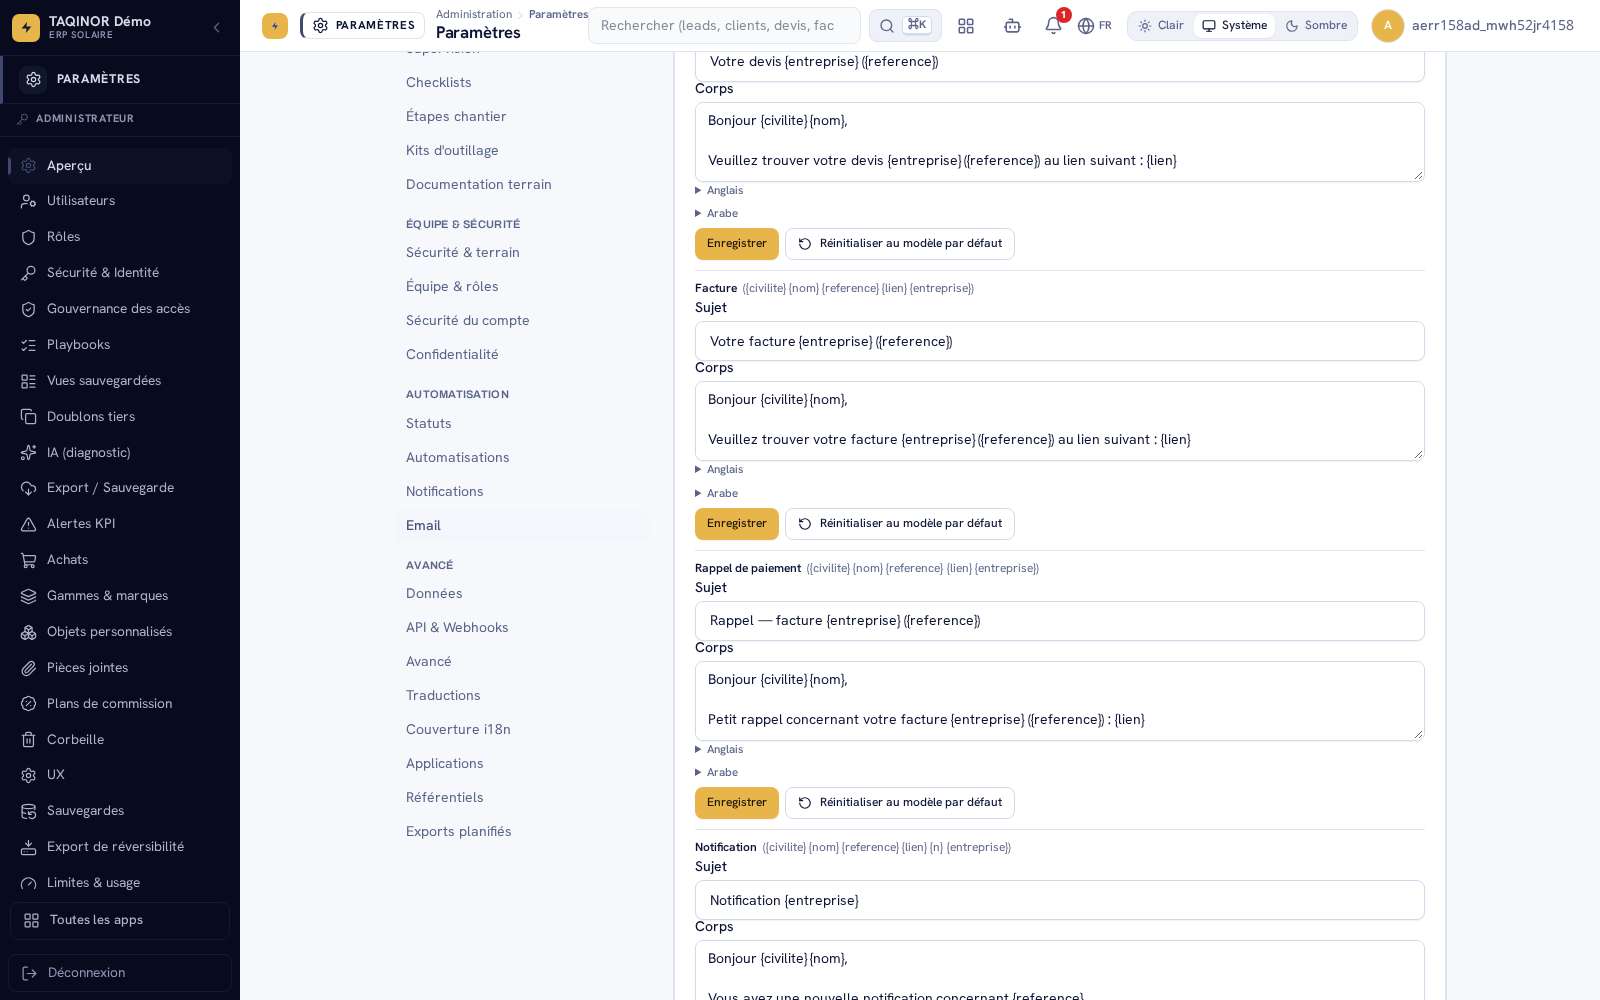 TAQINOR Démo
ERP SOLAIRE
PARAMÈTRES
ADMINISTRATEUR
Aperçu
Utilisateurs
Rôles
Sécurité & Identité
Gouvernance des accès
Playbooks
Vues sauvegardées
Doublons tiers
IA (diagnostic)
Export / Sauvegarde
Alertes KPI
Achats
Gammes & marques
Objets personnalisés
Pièces jointes
Plans de commission
Corbeille
UX
Sauvegardes
Export de réversibilité
Limites & usage
Toutes les apps
Déconnexion
PARAMÈTRES
Administration > Paramètres
Paramètres
Rechercher (leads, clients, devis, fac
⌘K
1
FR
Clair
Système
Sombre
A
aerr158ad_mwh52jr4158
Checklists
Étapes chantier
Kits d'outillage
Documentation terrain
ÉQUIPE & SÉCURITÉ
Sécurité & terrain
Équipe & rôles
Sécurité du compte
Confidentialité
AUTOMATISATION
Statuts
Automatisations
Notifications
Email
AVANCÉ
Données
API & Webhooks
Avancé
Traductions
Couverture i18n
Applications
Référentiels
Exports planifiés
Votre devis {entreprise} ({reference})
Corps
Bonjour {civilite} {nom},
Veuillez trouver votre devis {entreprise} ({reference}) au lien suivant : {lien}
Anglais
Arabe
Enregistrer
Réinitialiser au modèle par défaut
Facture ({civilite} {nom} {reference} {lien} {entreprise})
Sujet
Votre facture {entreprise} ({reference})
Corps
Bonjour {civilite} {nom},
Veuillez trouver votre facture {entreprise} ({reference}) au lien suivant : {lien}
Anglais
Arabe
Enregistrer
Réinitialiser au modèle par défaut
Rappel de paiement ({civilite} {nom} {reference} {lien} {entreprise})
Sujet
Rappel — facture {entreprise} ({reference})
Corps
Bonjour {civilite} {nom},
Petit rappel concernant votre facture {entreprise} ({reference}) : {lien}
Anglais
Arabe
Enregistrer
Réinitialiser au modèle par défaut
Notification ({civilite} {nom} {reference} {lien} {n} {entreprise})
Sujet
Notification {entreprise}
Corps
Bonjour {civilite} {nom},
Vous avez une nouvelle notification concernant {reference}